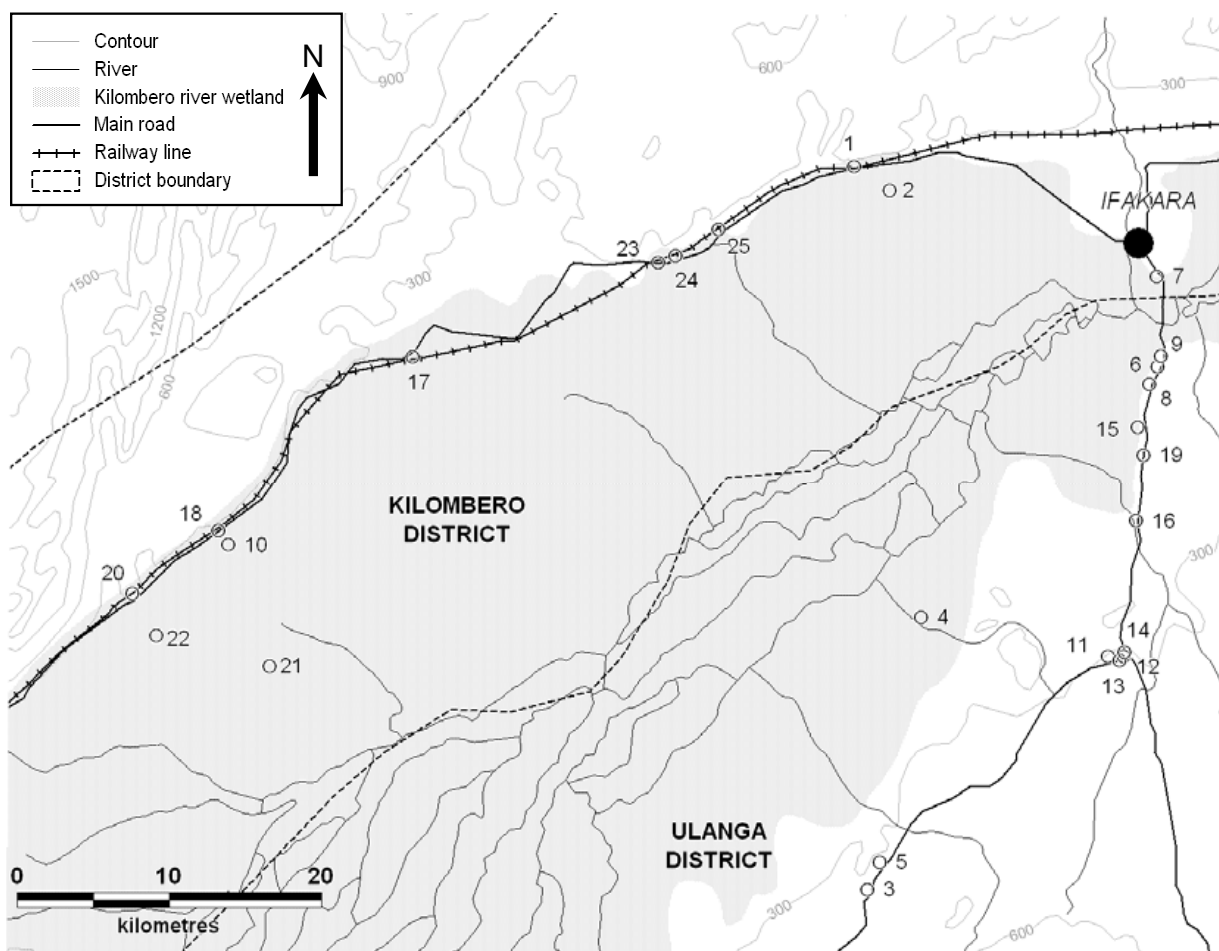 Contour
River
Kilombero river wetland
Main road
Railway line
District boundary
N
900
600
300
1
2
IFAKARA
7
23
24
25
300
1500
1200
600
17
9
6
8
15
19
KILOMBERO
DISTRICT
18
10
16
300
20
22
21
4
14
11
12
13
ULANGA
DISTRICT
5
3
300
600
0 10 20
kilometres